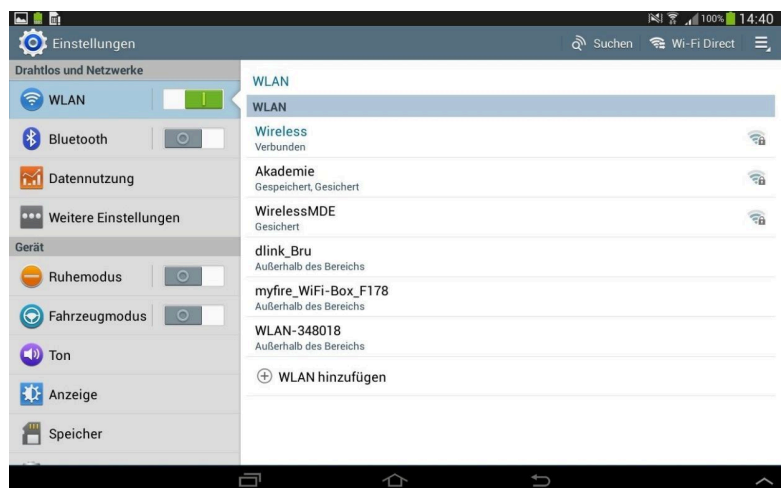 100% 14:40
Einstellungen
Suchen
Wi-Fi Direct
Drahtlos und Netzwerke
WLAN
Bluetooth
Datennutzung
Weitere Einstellungen
Gerät
Ruhemodus
Fahrzeugmodus
Ton
Anzeige
Speicher
WLAN
WLAN
Wireless
Verbunden
Akademie
Gespeichert, Gesichert
WirelessMDE
Gesichert
dlink_Bru
Außerhalb des Bereichs
myfire_WiFi-Box_F178
Außerhalb des Bereichs
WLAN-348018
Außerhalb des Bereichs
WLAN hinzufügen